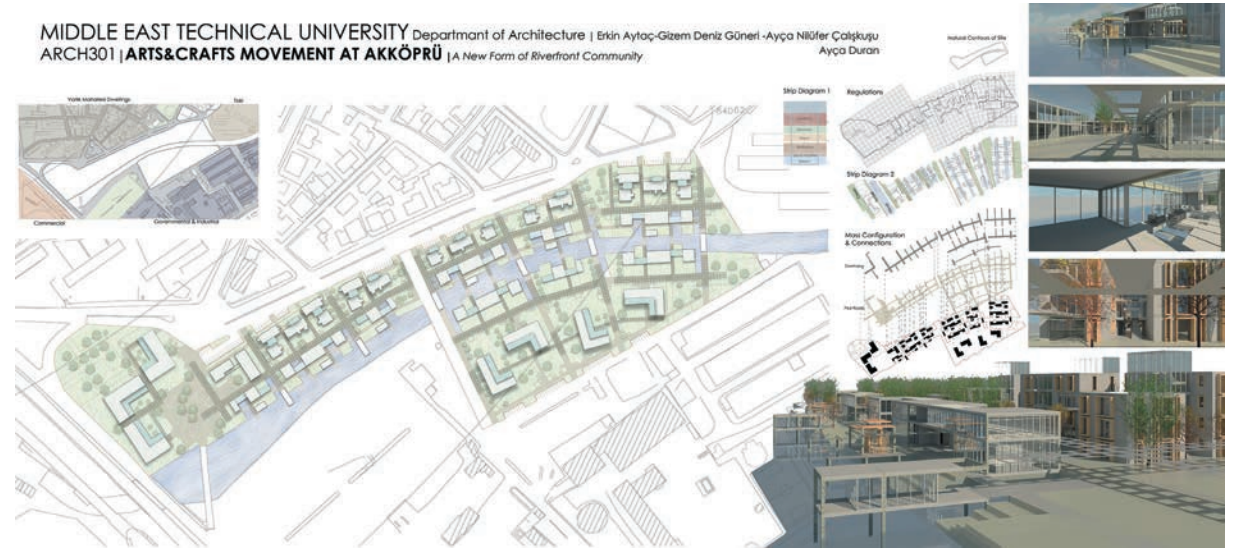 MIDDLE EAST TECHNICAL UNIVERSITY Departmant of Architecture | Erkin Aytaç-Gizem Deniz Güneri -Ayça Nilüfer Çalışkuşu
ARCH301 | ARTS&CRAFTS MOVEMENT AT AKKÖPRÜ | A New Form of Riverfront Community
Ayça Duran
Natural Contours of Site
Strip Diagram 1
Regulations
Dwellings
Commercial
Governmental & Industrial
Strip Diagram 2
Mass Configuration
& Connections